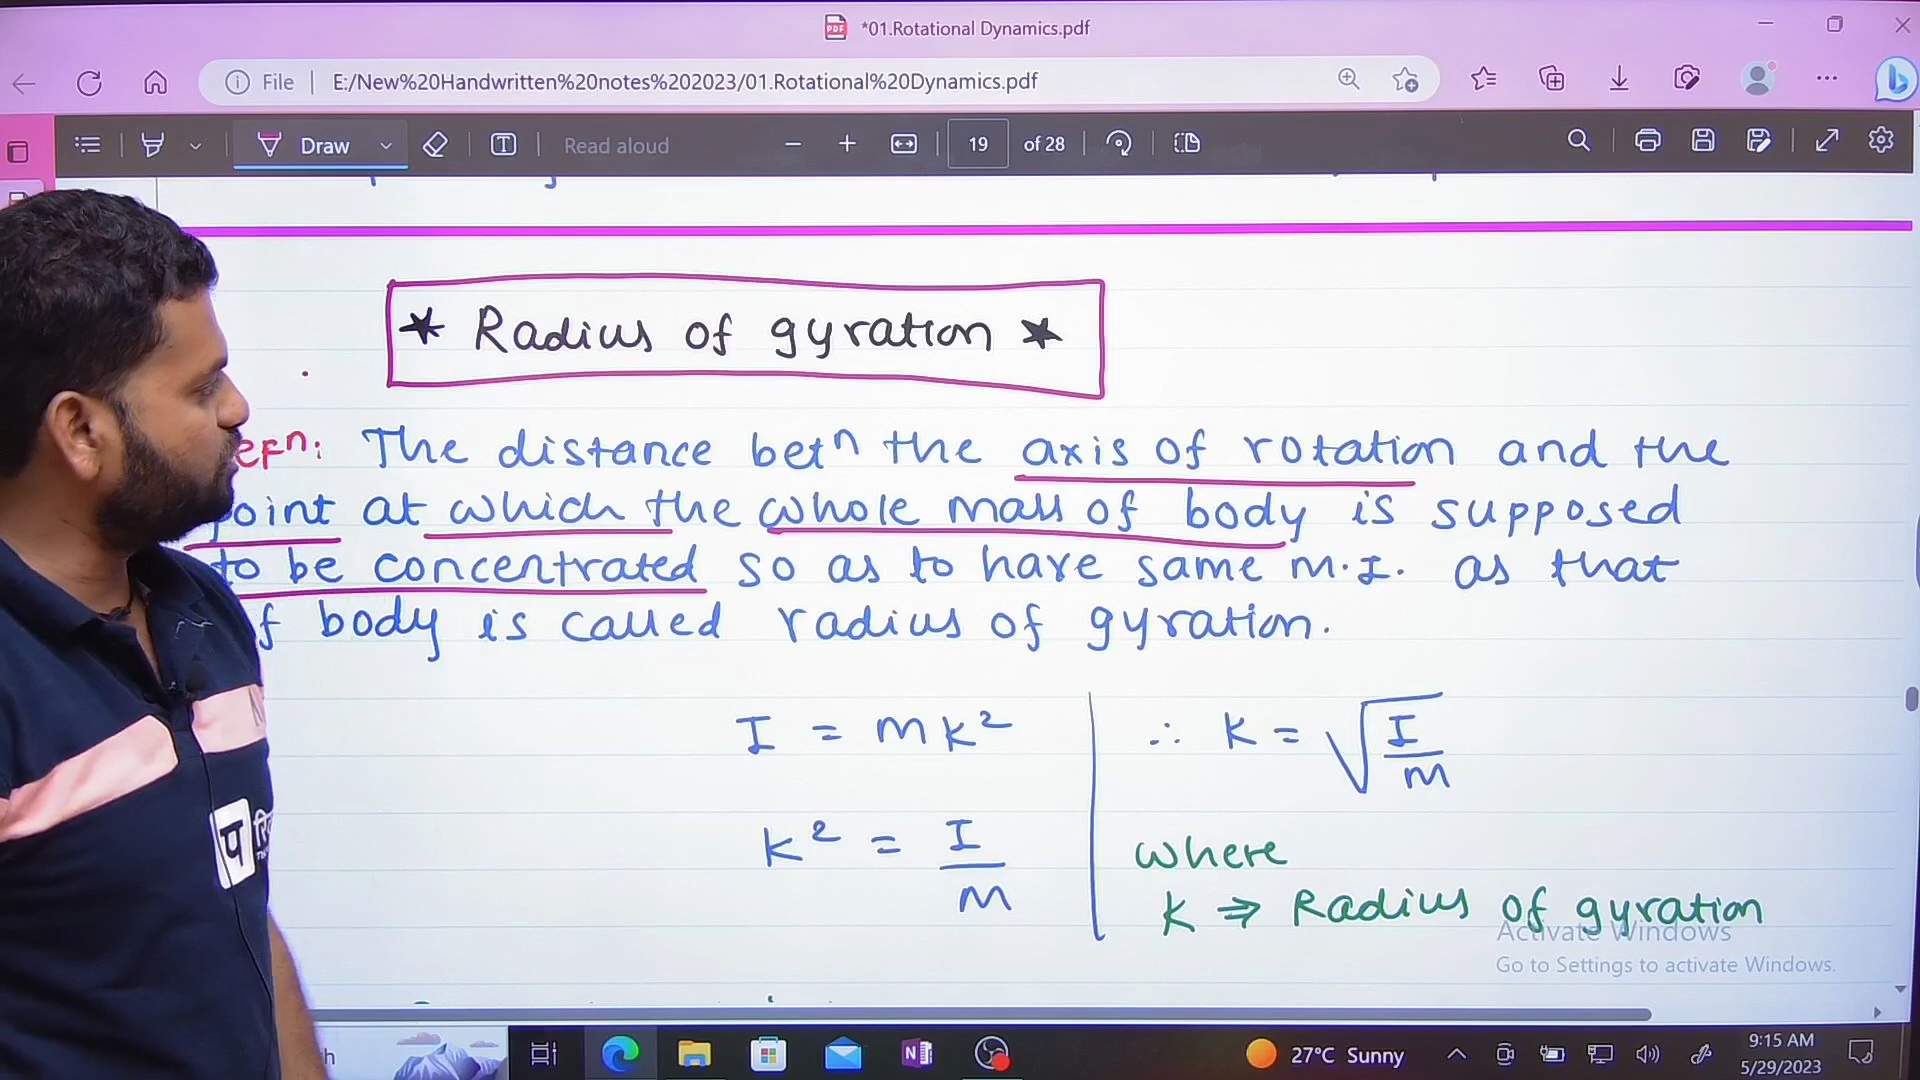 *01.Rotational Dynamics.pdf
File | E:/New%20Handwritten%20notes%202023/01.Rotational%20Dynamics.pdf
Draw Read aloud 19 of 28
★ Radius of gyration ★
efⁿ: The distance betⁿ the axis of rotation and the
point at which the whole mass of body is supposed
to be concentrated so as to have same M.I. as that
f body is called radius of gyration.
I = MK²
K² = I/M
∴ K = √(I/M)
where
K ⇒ Radius of gyration
Activate Windows
Go to Settings to activate Windows.
प
27°C Sunny
9:15 AM
5/29/2023